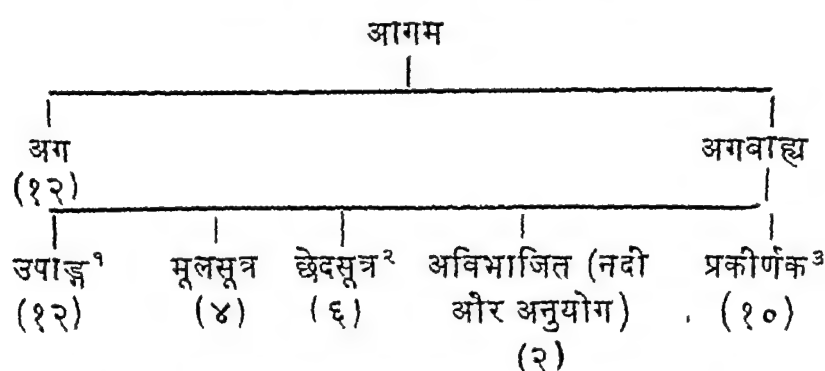 आगम
अग अगबाह्य
(१२)
उपाङ्ग¹ मूलसूत्र छेदसूत्र² अविभाजित (नदी प्रकीर्णक³
(१२) (४) (६) और अनुयोग) (१०)
(२)